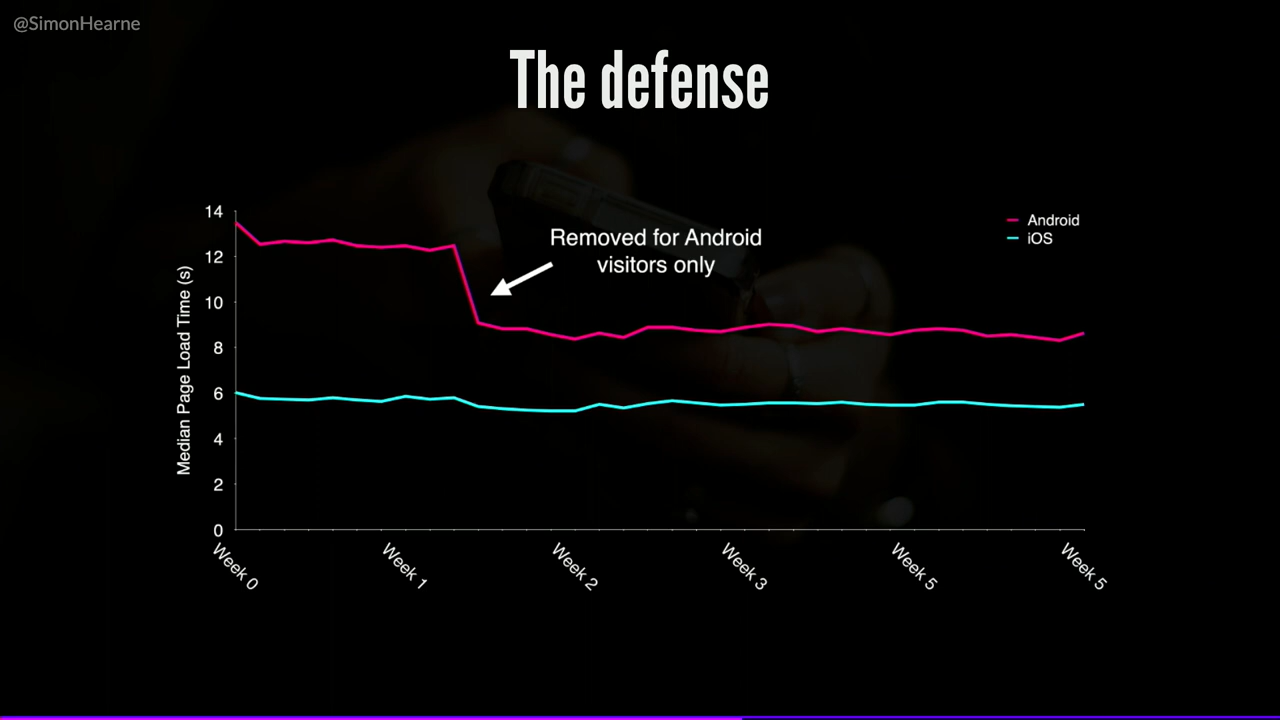 @SimonHearne
The defense
14
12
10
8
6
4
2
0
Median Page Load Time (s)
Removed for Android
visitors only
Android
iOS
Week 0
Week 1
Week 2
Week 3
Week 5
Week 5